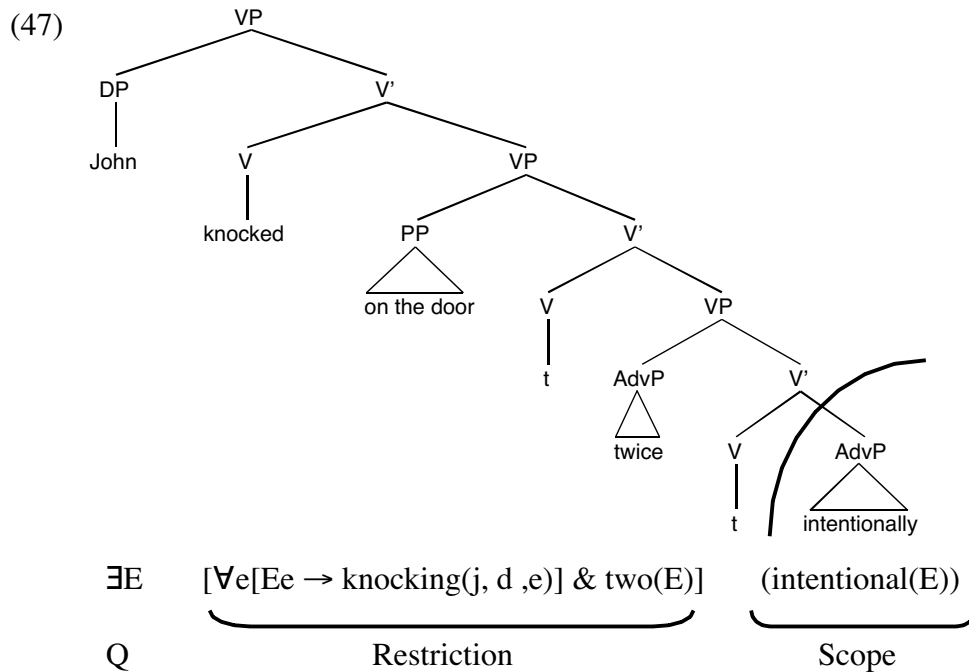 (47) VP
DP V'
John V VP
knocked PP V'
on the door V VP
t AdvP V'
twice V AdvP
t intentionally
∃E [∀e[Ee → knocking(j, d ,e)] & two(E)] (intentional(E))
Q Restriction Scope